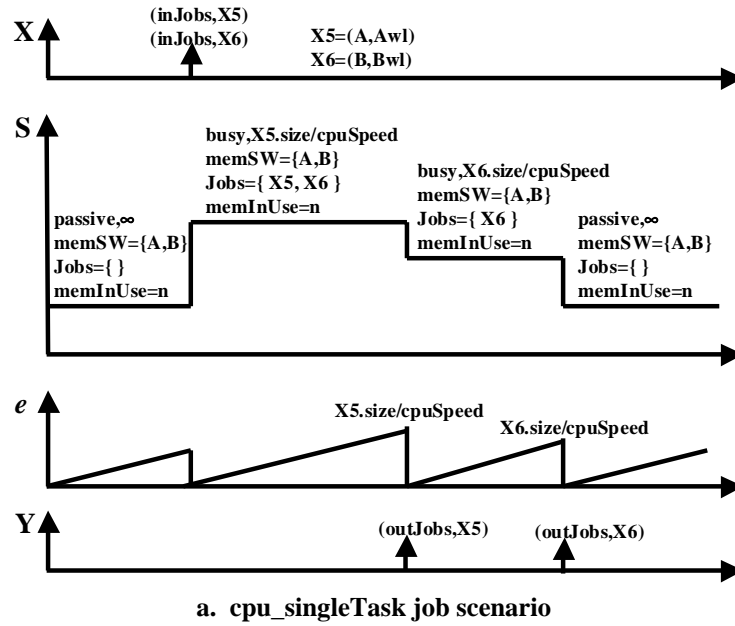 X
(inJobs,X5)
(inJobs,X6)
X5=(A,Awl)
X6=(B,Bwl)
S
busy,X5.size/cpuSpeed
memSW={A,B}
Jobs={ X5, X6 }
memInUse=n
busy,X6.size/cpuSpeed
memSW={A,B}
Jobs={ X6 }
memInUse=n
passive,∞
memSW={A,B}
Jobs={ }
memInUse=n
passive,∞
memSW={A,B}
Jobs={ }
memInUse=n
e
X5.size/cpuSpeed
X6.size/cpuSpeed
Y
(outJobs,X5)
(outJobs,X6)
a. cpu_singleTask job scenario